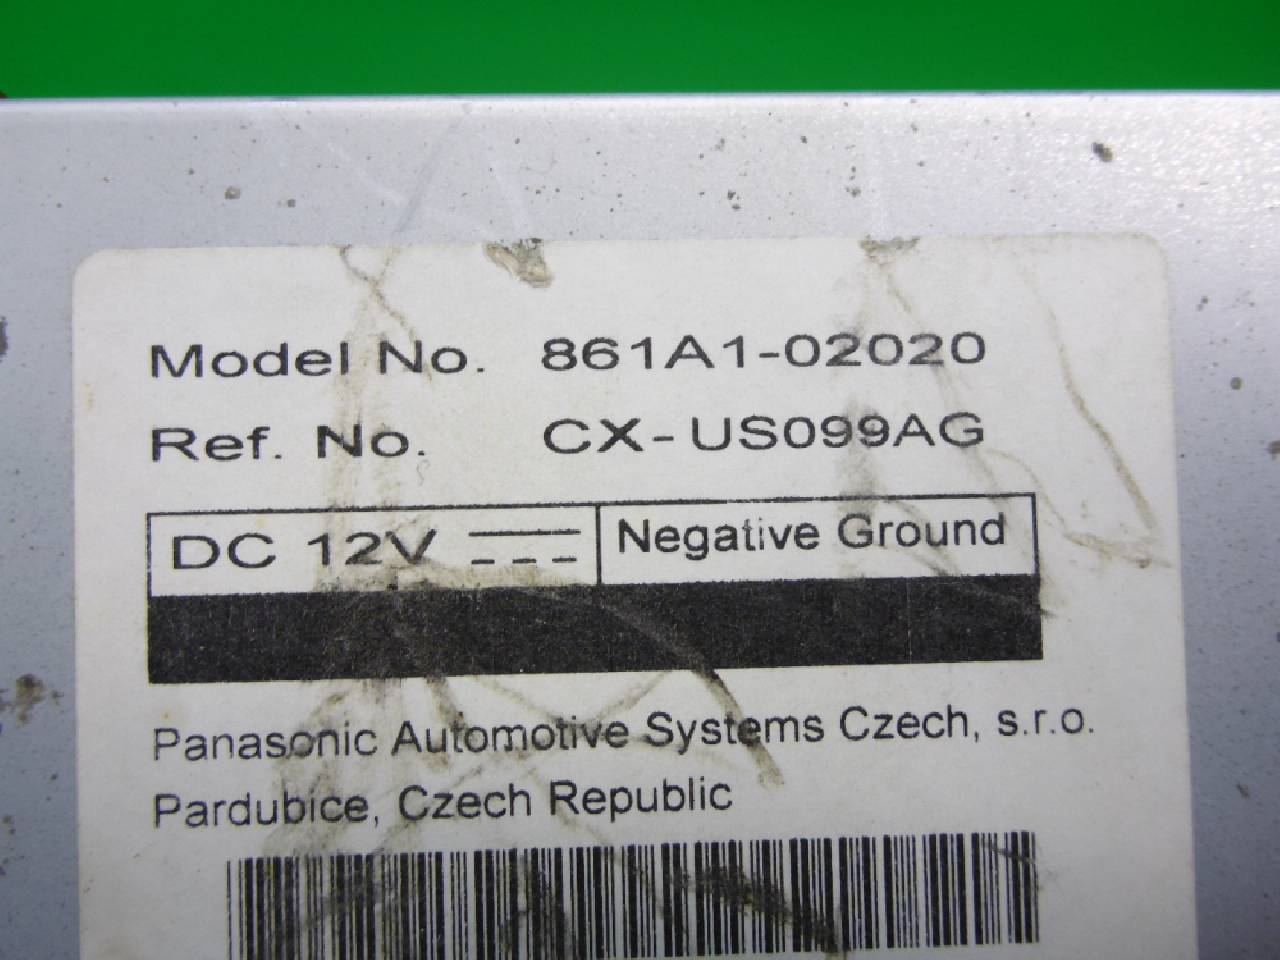 Model No. 861A1-02020
Ref. No. CX-US099AG
DC 12V Negative Ground
Panasonic Automotive Systems Czech, s.r.o.
Pardubice, Czech Republic